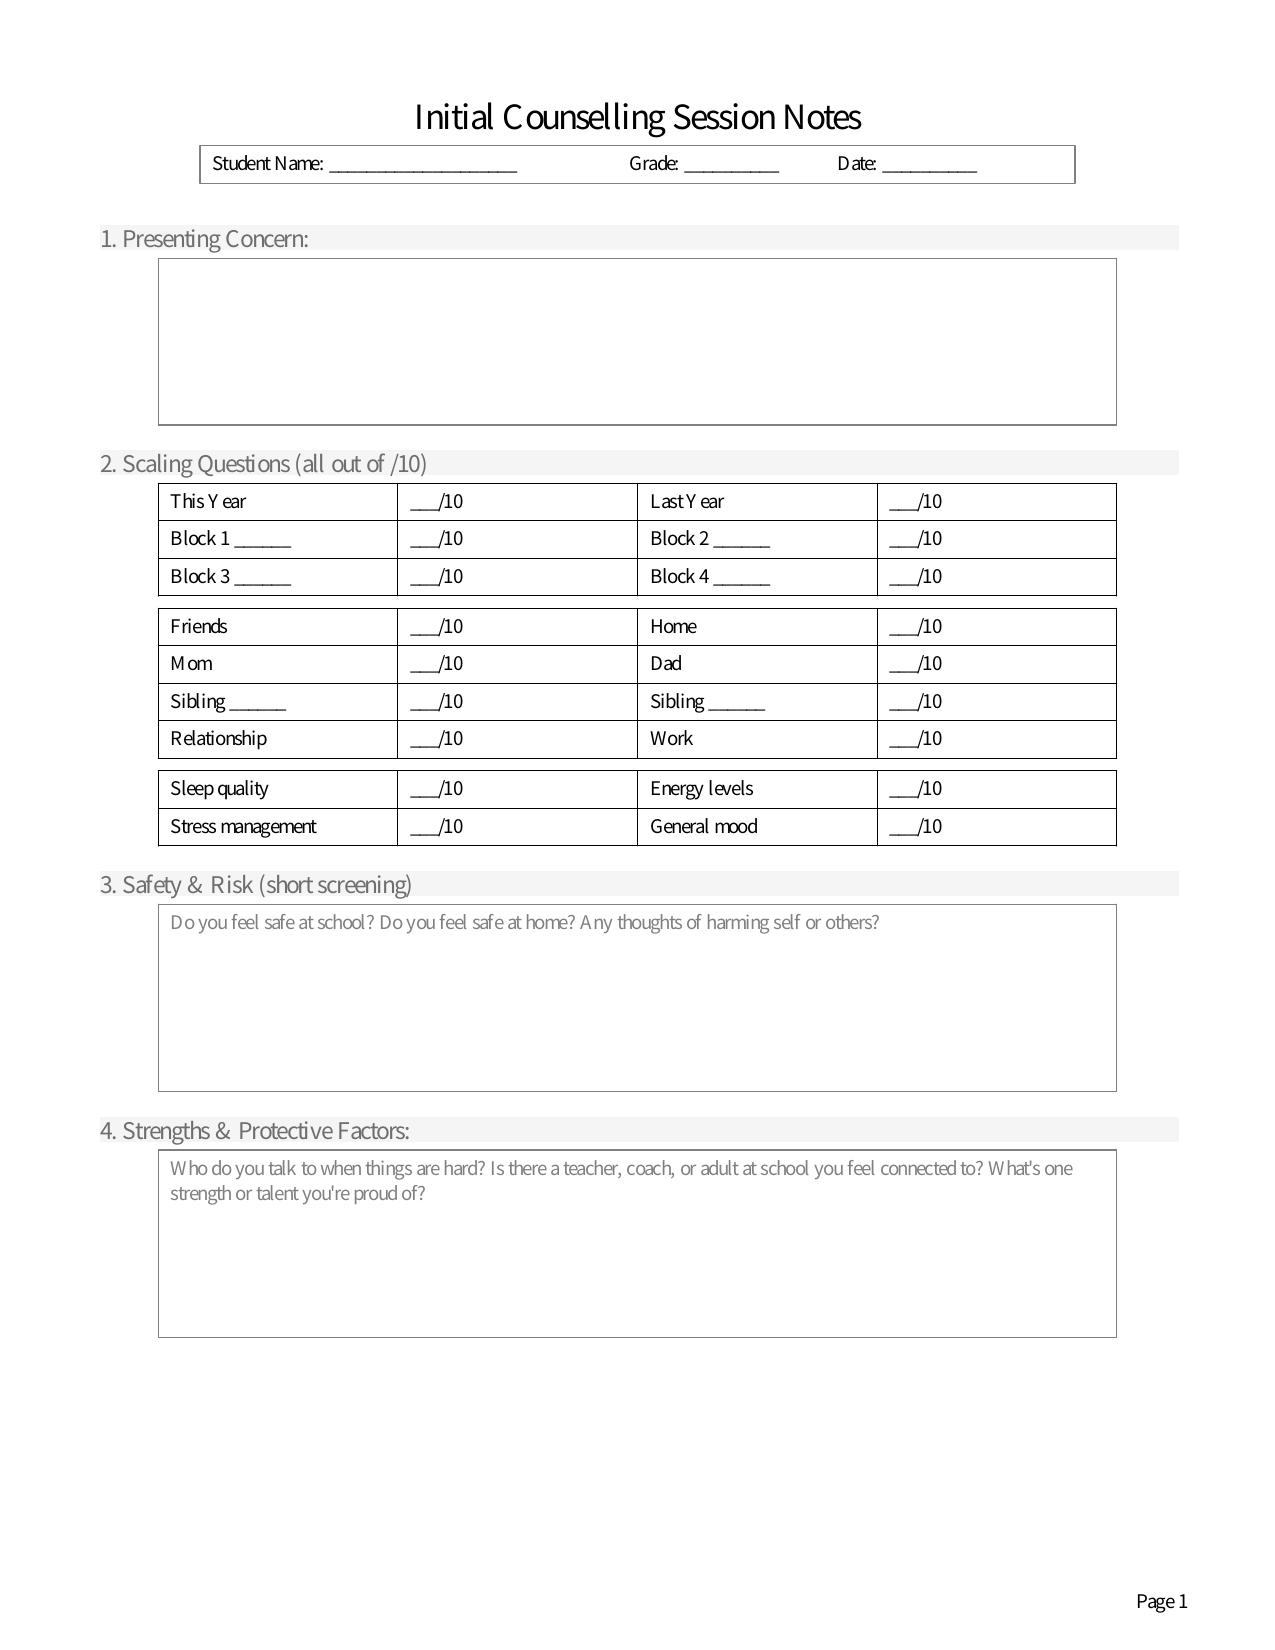 Initial Counselling Session Notes
Student Name: ____________________ Grade: __________ Date: __________
1. Presenting Concern:
2. Scaling Questions (all out of /10)
This Year ___/10 Last Year ___/10
Block 1 ______ ___/10 Block 2 ______ ___/10
Block 3 ______ ___/10 Block 4 ______ ___/10
Friends ___/10 Home ___/10
Mom ___/10 Dad ___/10
Sibling ______ ___/10 Sibling ______ ___/10
Relationship ___/10 Work ___/10
Sleep quality ___/10 Energy levels ___/10
Stress management ___/10 General mood ___/10
3. Safety & Risk (short screening)
Do you feel safe at school? Do you feel safe at home? Any thoughts of harming self or others?
4. Strengths & Protective Factors:
Who do you talk to when things are hard? Is there a teacher, coach, or adult at school you feel connected to? What's one
strength or talent you're proud of?
Page 1